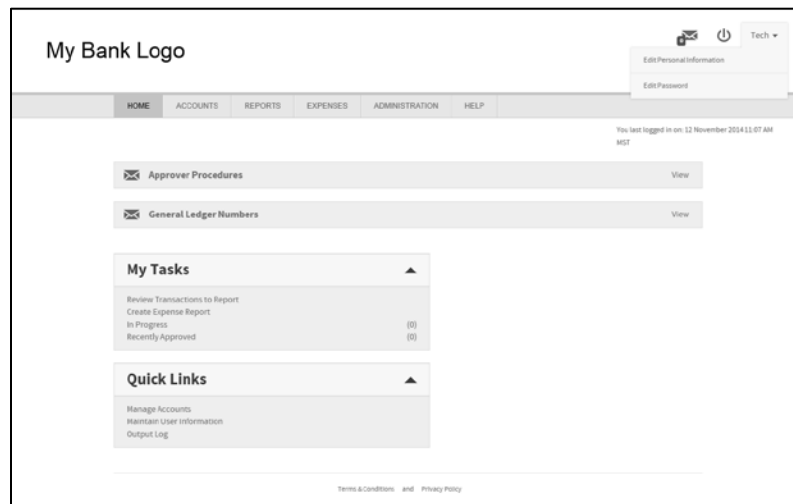 My Bank Logo
Tech
Edit Personal Information
Edit Password
HOME ACCOUNTS REPORTS EXPENSES ADMINISTRATION HELP
You last logged in on: 12 November 2014 11:07 AM
MST
Approver Procedures View
General Ledger Numbers View
My Tasks
Review Transactions to Report
Create Expense Report
In Progress (0)
Recently Approved (0)
Quick Links
Manage Accounts
Maintain User Information
Output Log
Terms & Conditions and Privacy Policy